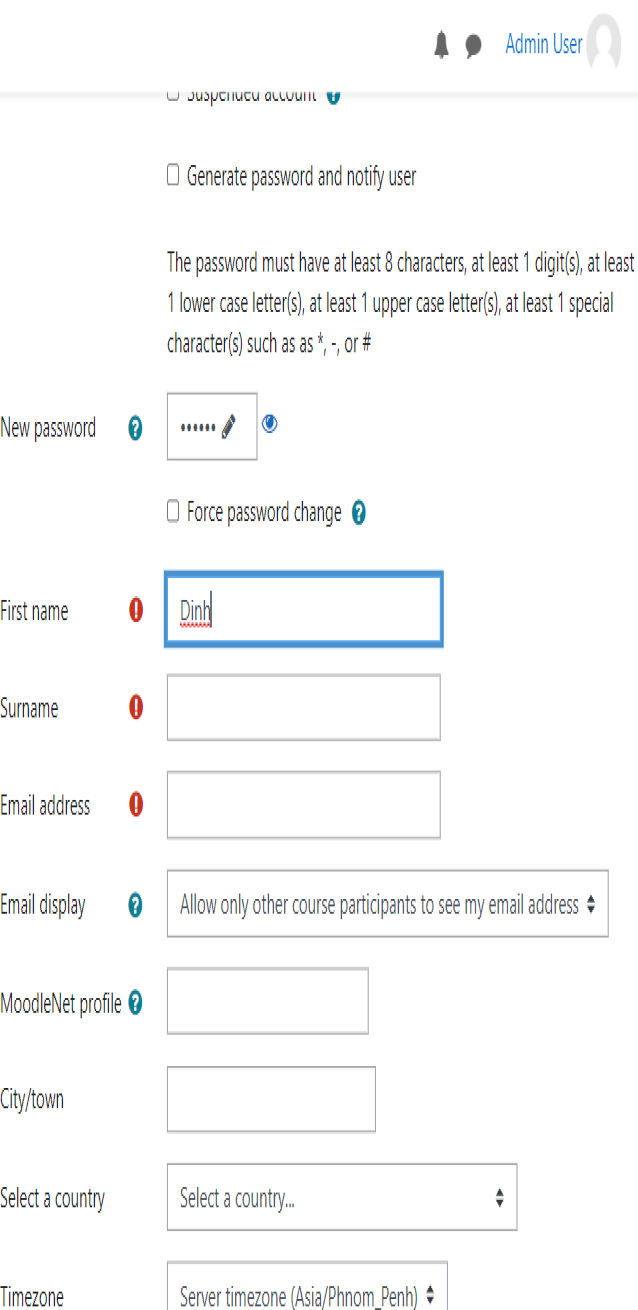 Admin User
Suspended account
Generate password and notify user
The password must have at least 8 characters, at least 1 digit(s), at least
1 lower case letter(s), at least 1 upper case letter(s), at least 1 special
character(s) such as as *, -, or #
New password ••••••
Force password change
First name Dinh
Surname
Email address
Email display Allow only other course participants to see my email address
MoodleNet profile
City/town
Select a country Select a country...
Timezone Server timezone (Asia/Phnom_Penh)